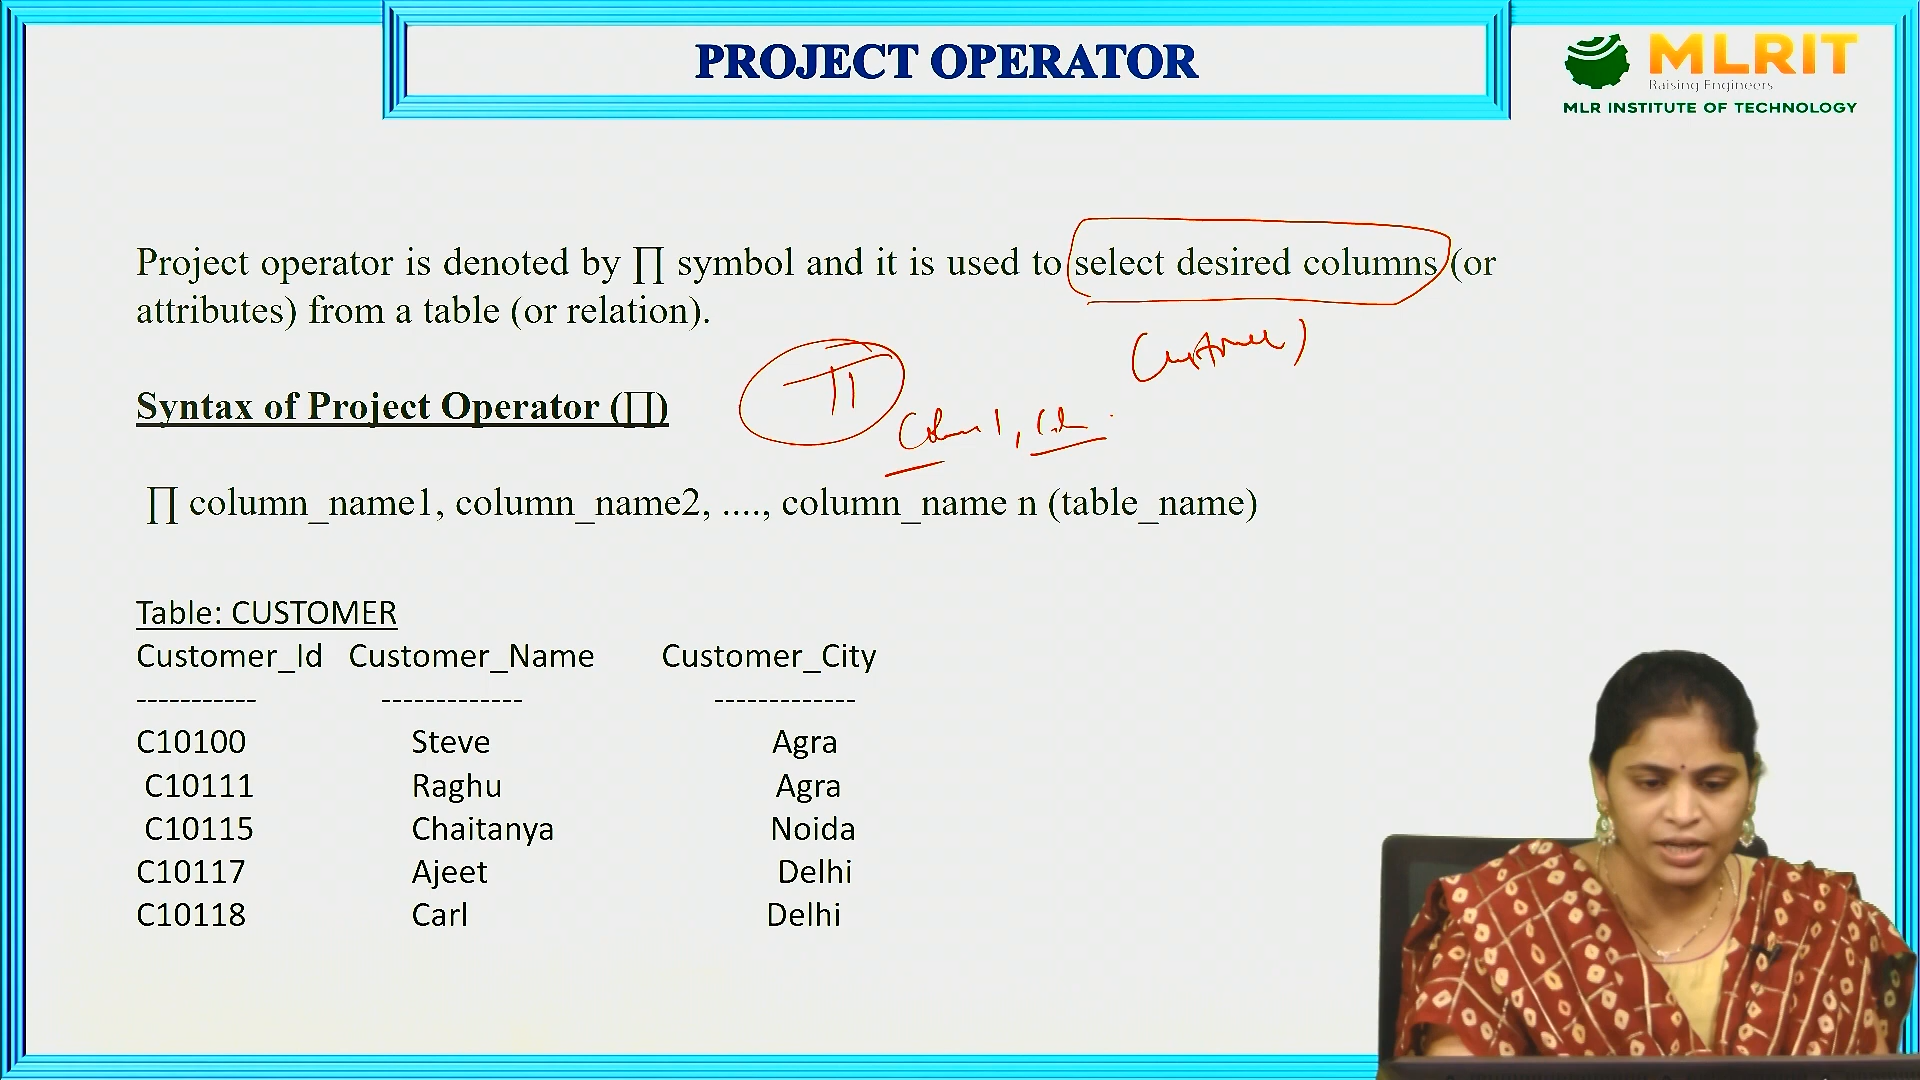 PROJECT OPERATOR
MLRIT
Raising Engineers
MLR INSTITUTE OF TECHNOLOGY
Project operator is denoted by ∏ symbol and it is used to select desired columns (or
attributes) from a table (or relation).
(Customer)
∏
Syntax of Project Operator (∏)
Column 1,
∏ column_name1, column_name2, ...., column_name n (table_name)
Table: CUSTOMER
Customer_Id Customer_Name Customer_City
----------- ------------- -------------
C10100 Steve Agra
C10111 Raghu Agra
C10115 Chaitanya Noida
C10117 Ajeet Delhi
C10118 Carl Delhi